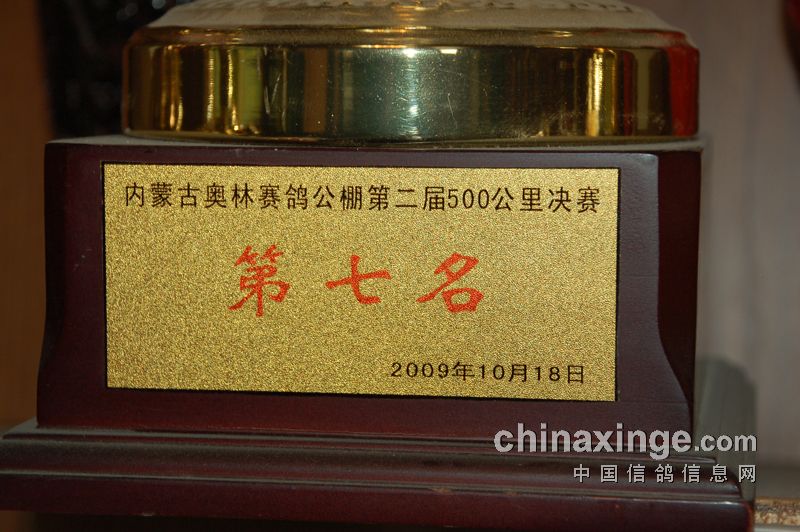 内蒙古奥林赛鸽公棚第二届500公里决赛
第七名
2009年10月18日
chinaxinge.com
中国信鸽信息网